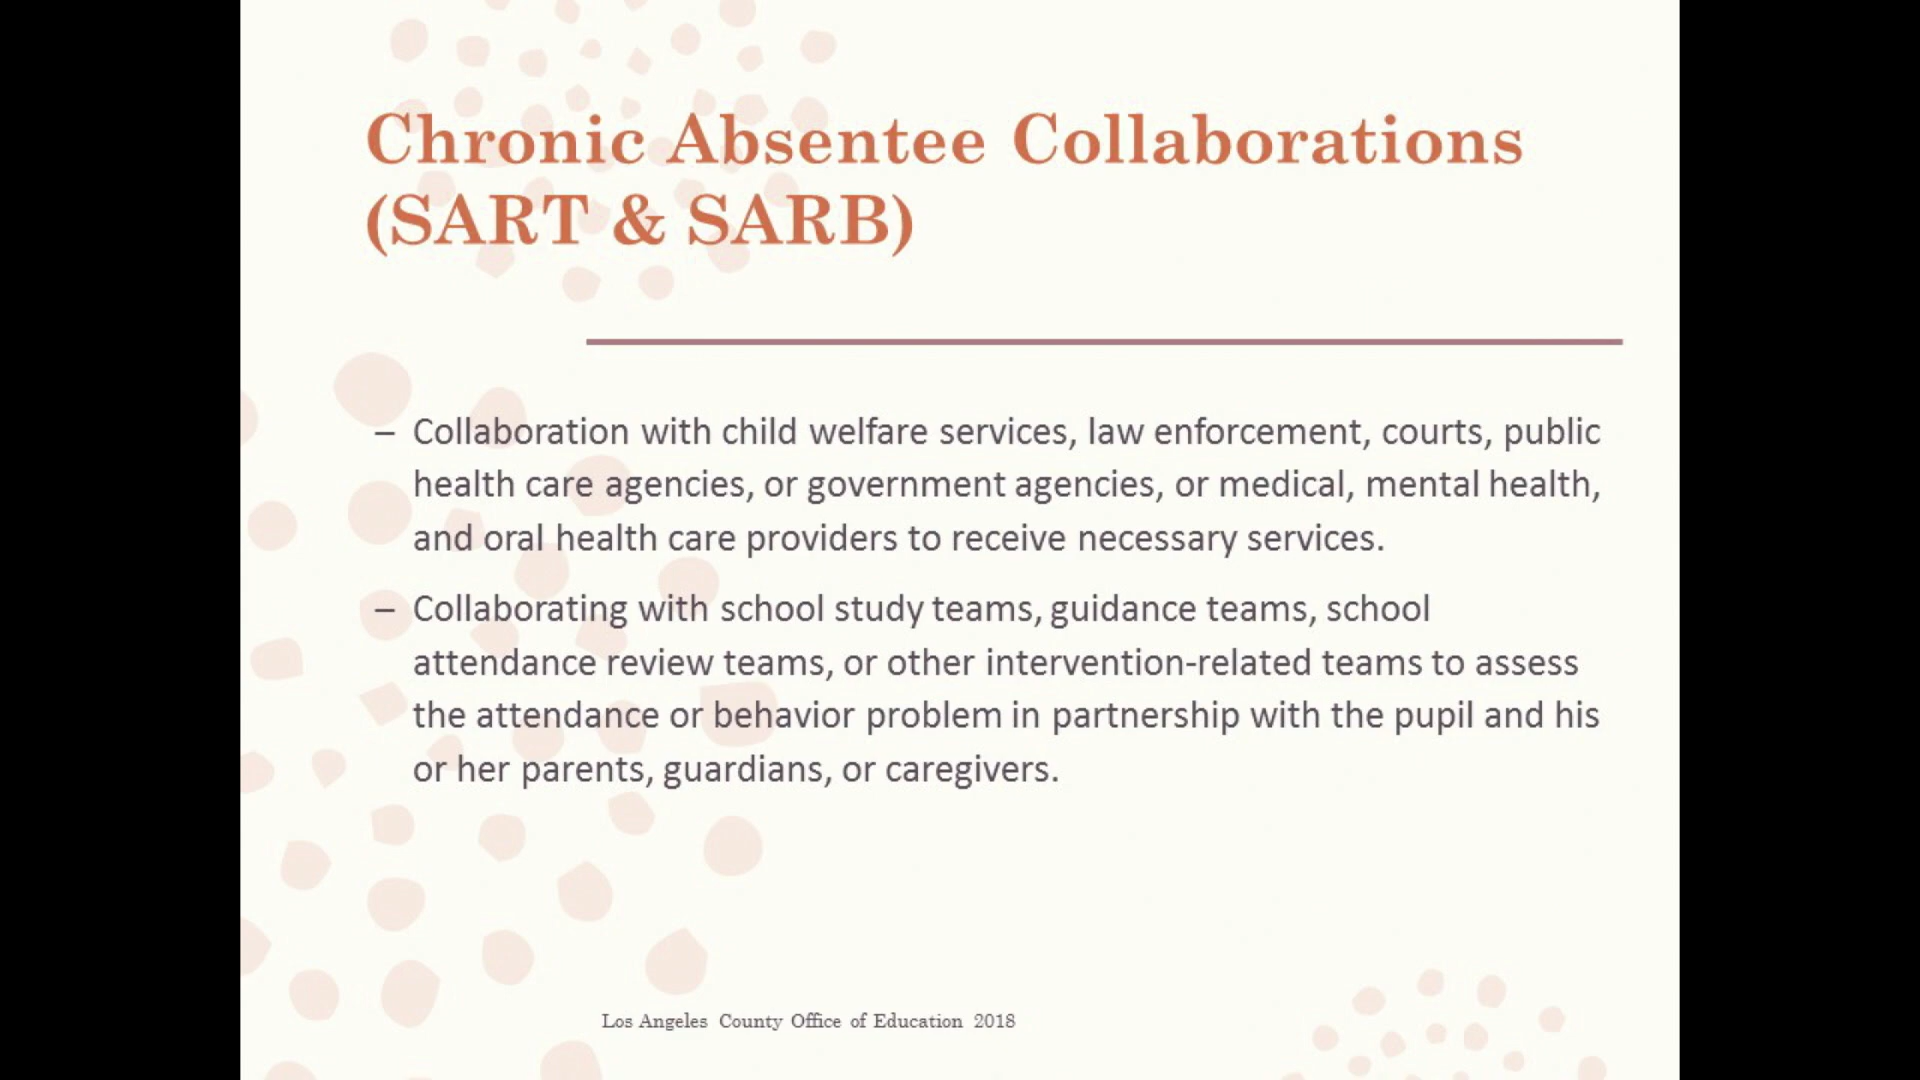 Chronic Absentee Collaborations
(SART & SARB)
– Collaboration with child welfare services, law enforcement, courts, public
health care agencies, or government agencies, or medical, mental health,
and oral health care providers to receive necessary services.
– Collaborating with school study teams, guidance teams, school
attendance review teams, or other intervention-related teams to assess
the attendance or behavior problem in partnership with the pupil and his
or her parents, guardians, or caregivers.
Los Angeles County Office of Education 2018